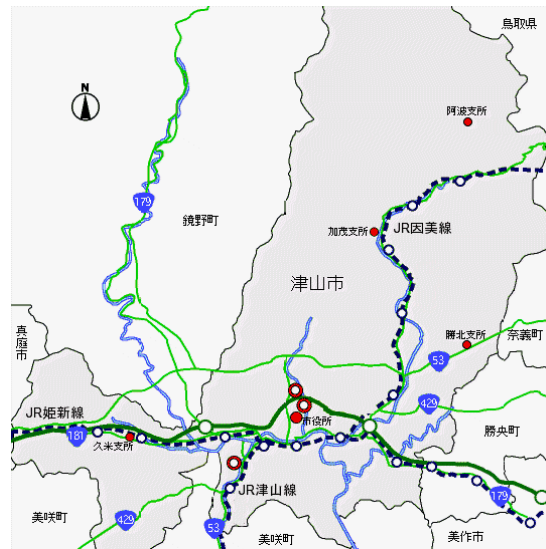 鳥取県
阿波支所
N
179
鏡野町
加茂支所
JR因美線
津山市
真庭市
勝北支所
奈義町
53
JR姫新線
429
市役所
181
久米支所
勝央町
JR津山線
179
美咲町
429
53
美咲町
美作市